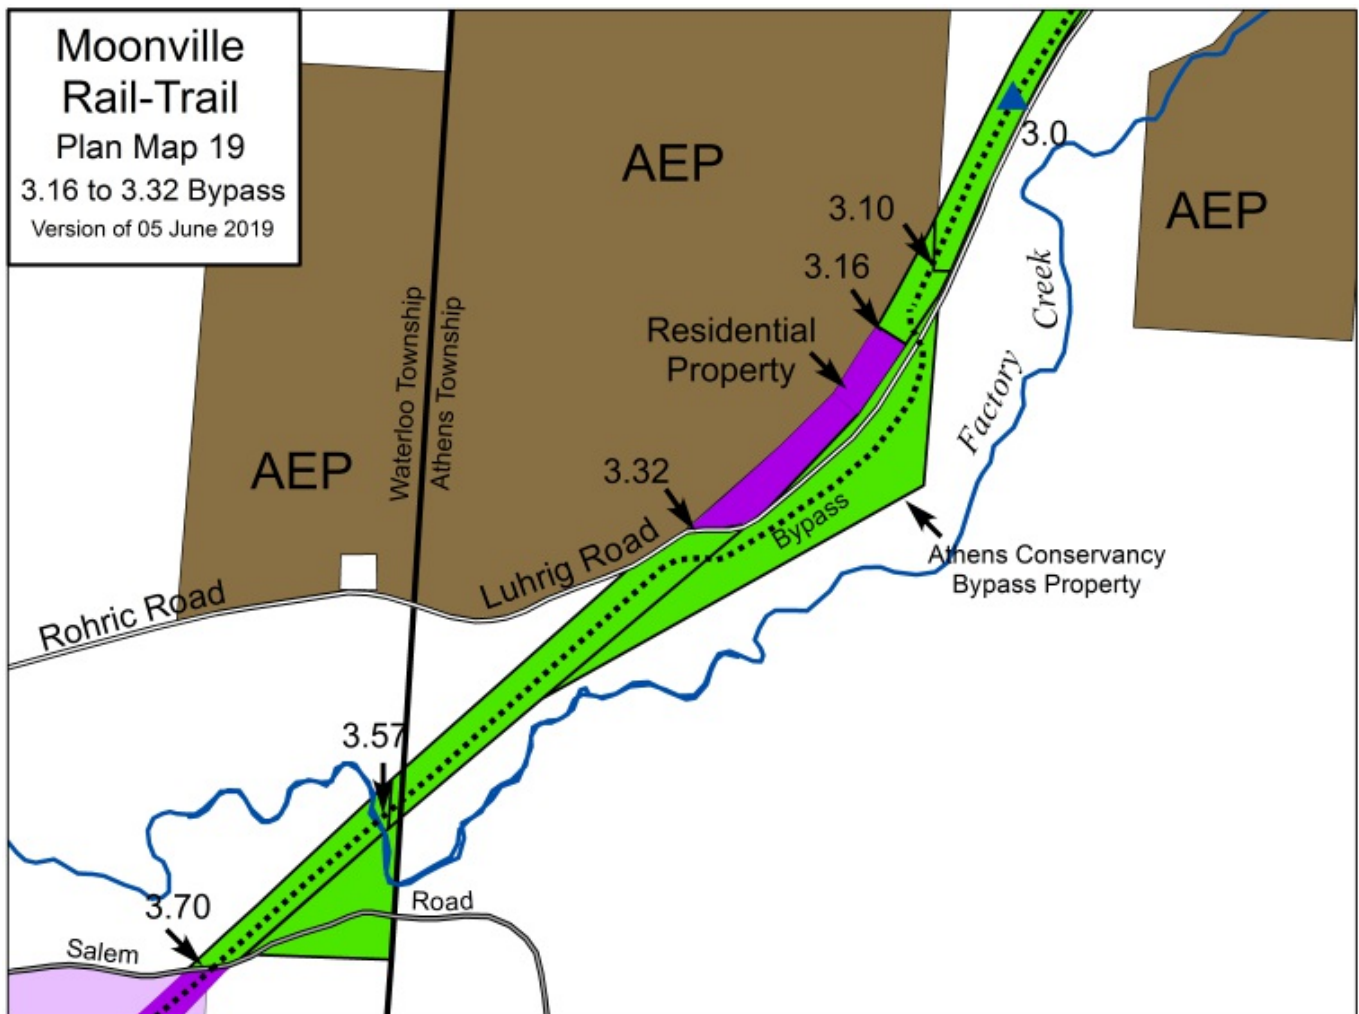 Moonville
Rail-Trail
Plan Map 19
3.16 to 3.32 Bypass
Version of 05 June 2019
AEP
3.0
AEP
3.10
3.16
Creek
Residential
Property
Factory
Waterloo Township
Athens Township
AEP
3.32
Bypass
Luhrig Road
Athens Conservancy
Bypass Property
Rohric Road
3.57
3.70
Road
Salem